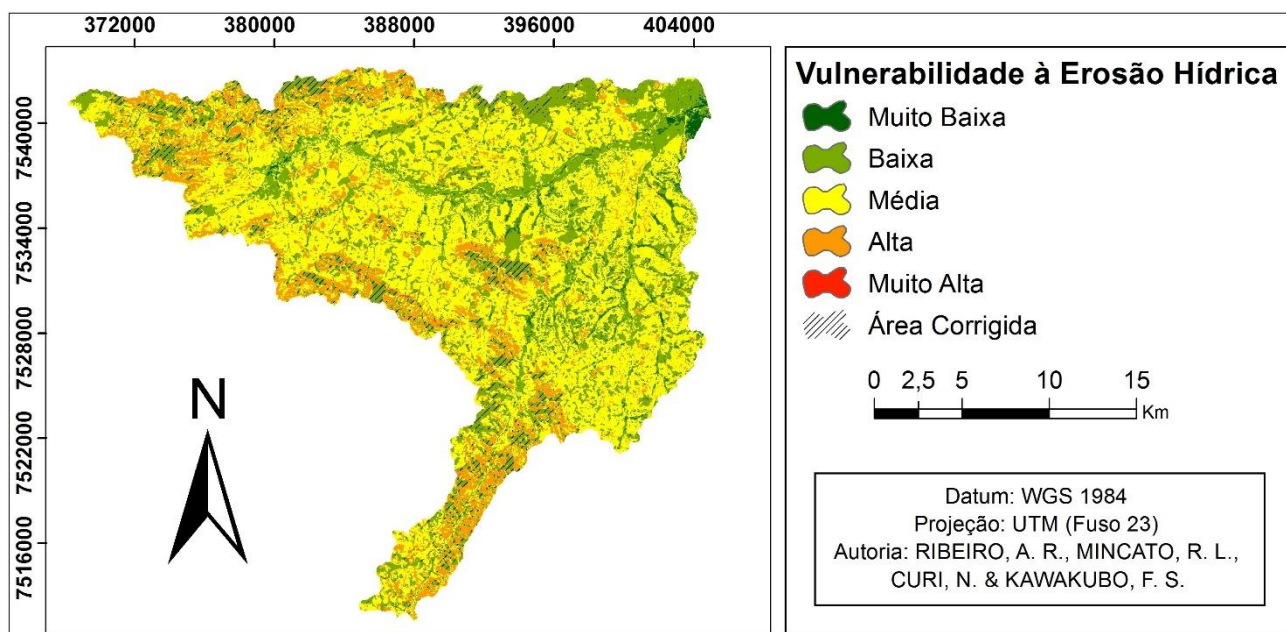 372000 380000 388000 396000 404000
7540000
7534000
7528000
7522000
7516000
N
Vulnerabilidade à Erosão Hídrica
Muito Baixa
Baixa
Média
Alta
Muito Alta
Área Corrigida
0 2,5 5 10 15
Km
Datum: WGS 1984
Projeção: UTM (Fuso 23)
Autoria: RIBEIRO, A. R., MINCATO, R. L.,
CURI, N. & KAWAKUBO, F. S.